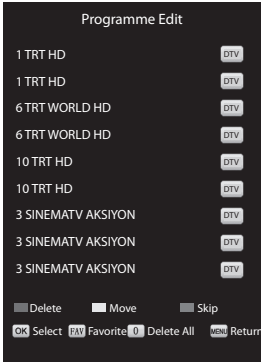 Programme Edit
1 TRT HD DTV
1 TRT HD DTV
6 TRT WORLD HD DTV
6 TRT WORLD HD DTV
10 TRT HD DTV
10 TRT HD DTV
3 SINEMATV AKSIYON DTV
3 SINEMATV AKSIYON DTV
3 SINEMATV AKSIYON DTV
Delete Move Skip
OK Select FAV Favorite 0 Delete All MENU Return